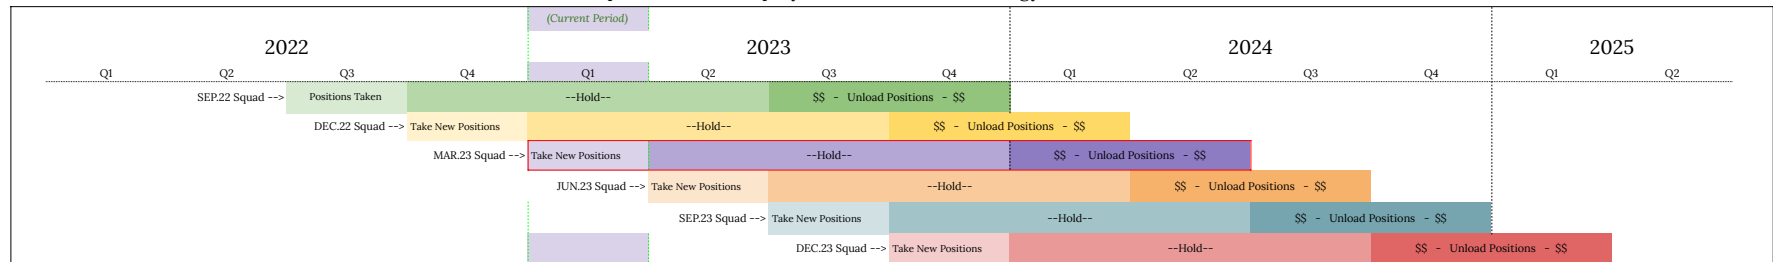 (Current Period)
2022 2023 2024 2025
Q1 Q2 Q3 Q4 Q1 Q2 Q3 Q4 Q1 Q2 Q3 Q4 Q1 Q2
SEP.22 Squad --> Positions Taken --Hold-- $$ - Unload Positions - $$
DEC.22 Squad --> Take New Positions --Hold-- $$ - Unload Positions - $$
MAR.23 Squad --> Take New Positions --Hold-- $$ - Unload Positions - $$
JUN.23 Squad --> Take New Positions --Hold-- $$ - Unload Positions - $$
SEP.23 Squad --> Take New Positions --Hold-- $$ - Unload Positions - $$
DEC.23 Squad --> Take New Positions --Hold-- $$ - Unload Positions - $$